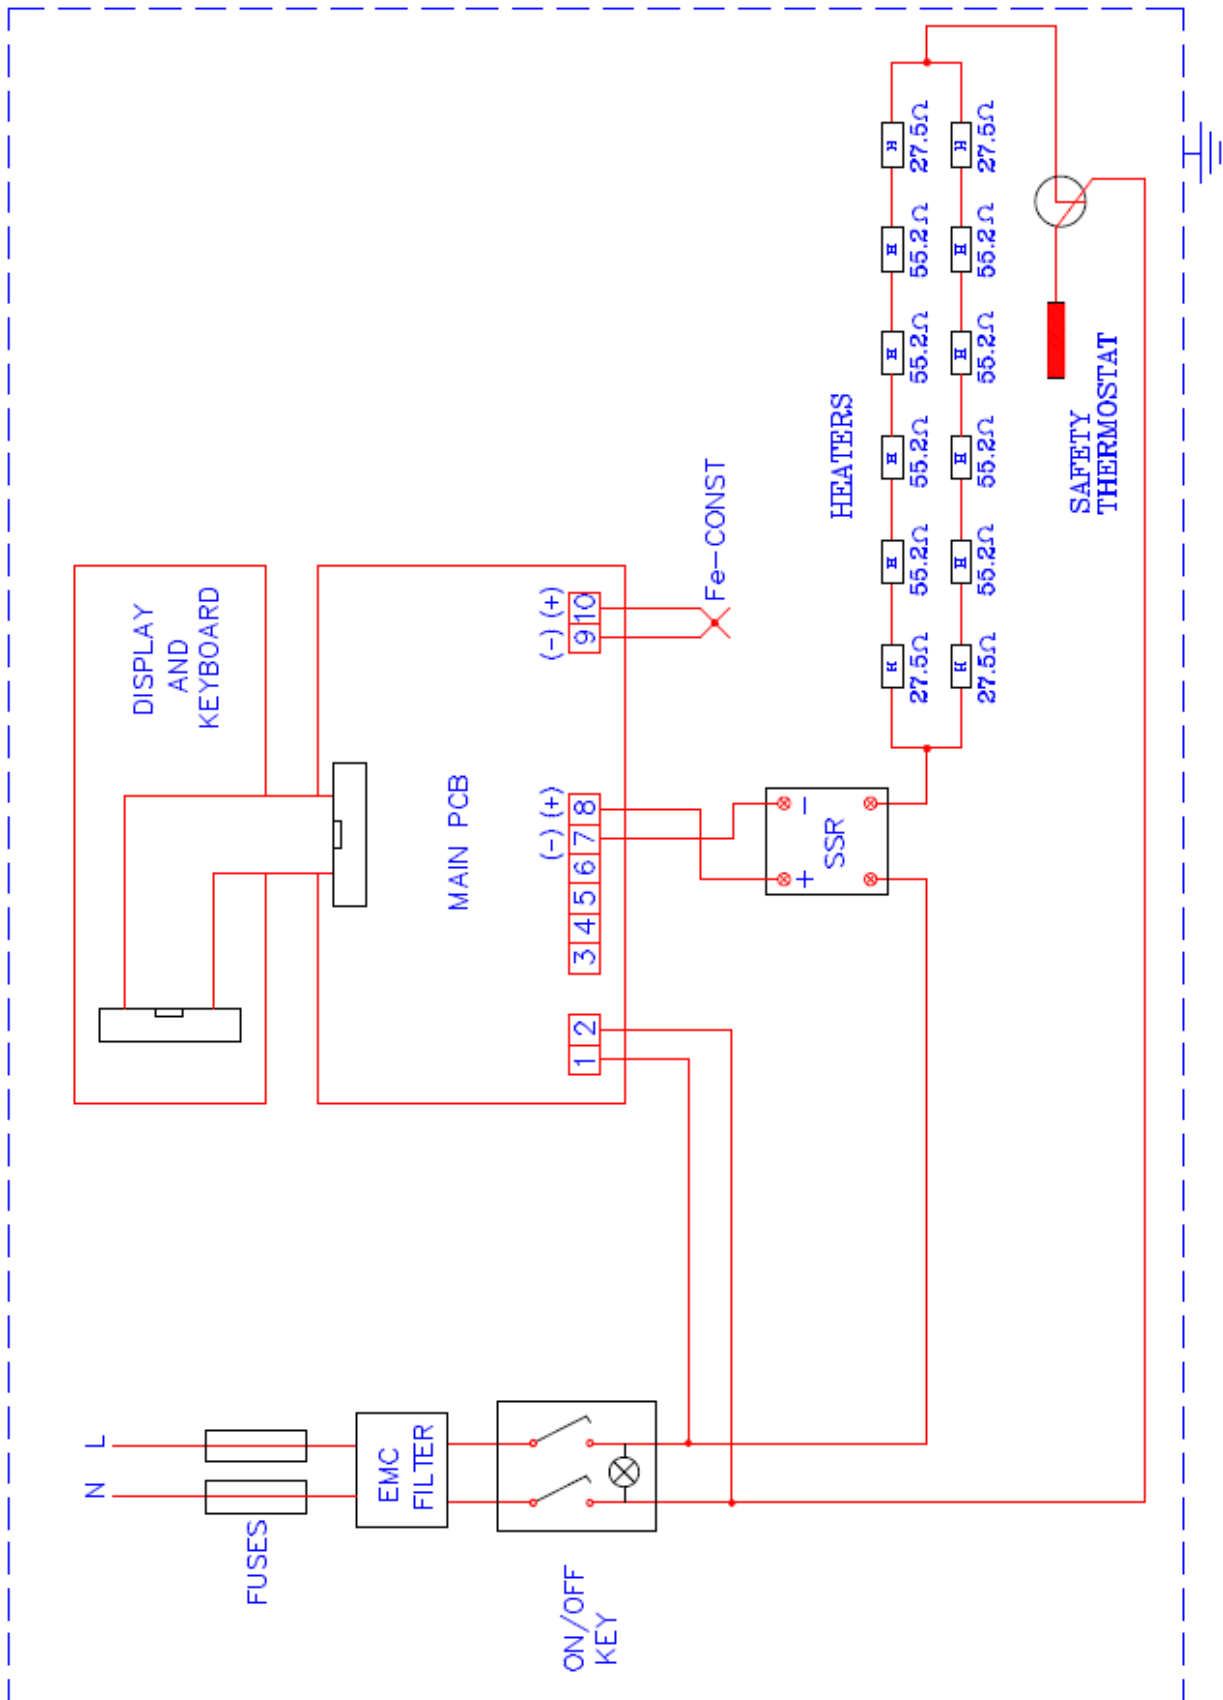 L
N
FUSES
EMC
FILTER
ON/OFF
KEY
DISPLAY
AND
KEYBOARD
MAIN PCB
1 2
3 4 5 6 7 8
(-) (+)
9 10
(-) (+)
Fe-CONST
+ -
SSR
HEATERS
H H H H H H
27.5Ω 55.2Ω 55.2Ω 55.2Ω 55.2Ω 27.5Ω
H H H H H H
27.5Ω 55.2Ω 55.2Ω 55.2Ω 55.2Ω 27.5Ω
SAFETY
THERMOSTAT